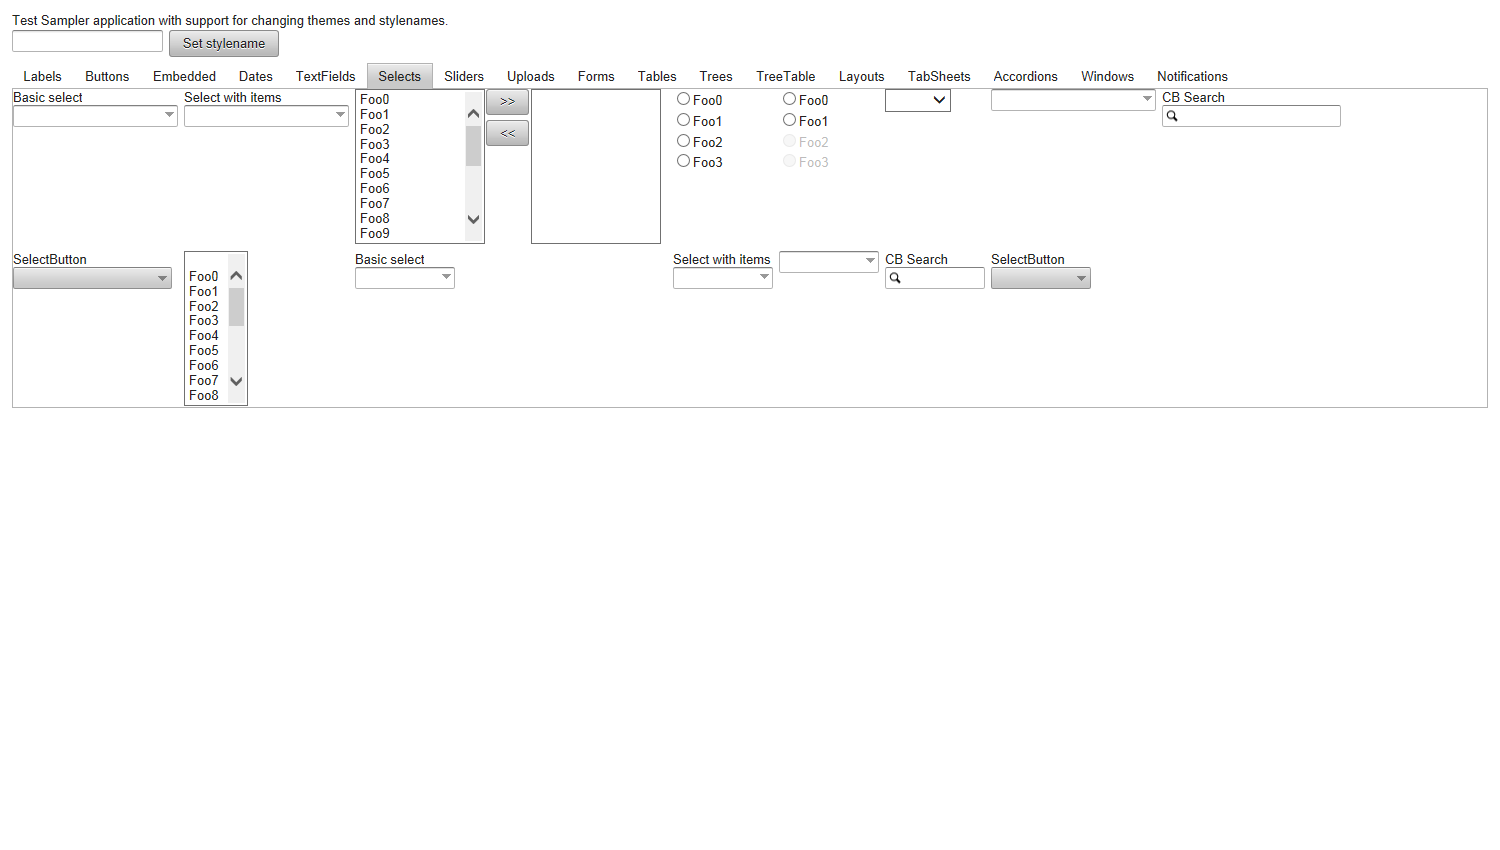 Test Sampler application with support for changing themes and stylenames.
Set stylename
Labels Buttons Embedded Dates TextFields Selects Sliders Uploads Forms Tables Trees TreeTable Layouts TabSheets Accordions Windows Notifications
Basic select
Select with items
Foo0
Foo1
Foo2
Foo3
Foo4
Foo5
Foo6
Foo7
Foo8
Foo9
>>
<<
Foo0
Foo1
Foo2
Foo3
Foo0
Foo1
Foo2
Foo3
CB Search
SelectButton
Foo0
Foo1
Foo2
Foo3
Foo4
Foo5
Foo6
Foo7
Foo8
Basic select
Select with items
CB Search
SelectButton